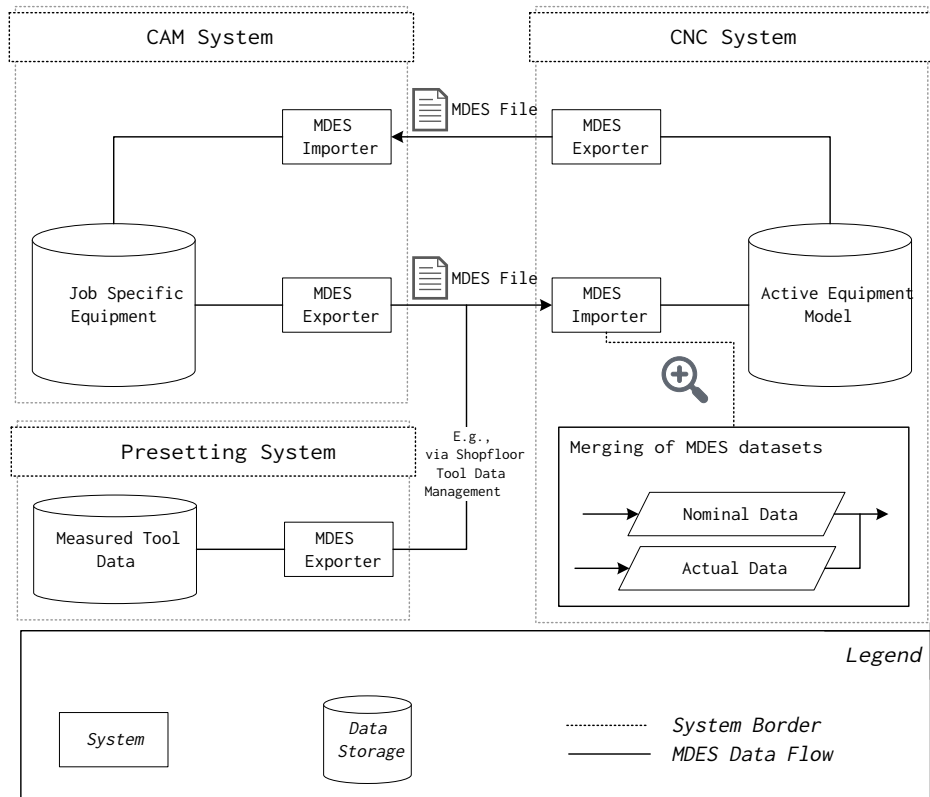 CAM System
CNC System
MDES File
MDES
Importer
MDES
Exporter
Job Specific
Equipment
MDES
Exporter
MDES File
MDES
Importer
Active Equipment
Model
Presetting System
E.g.,
via Shopfloor
Tool Data
Management
Measured Tool
Data
MDES
Exporter
Merging of MDES datasets
Nominal Data
Actual Data
Legend
System
Data
Storage
System Border
MDES Data Flow